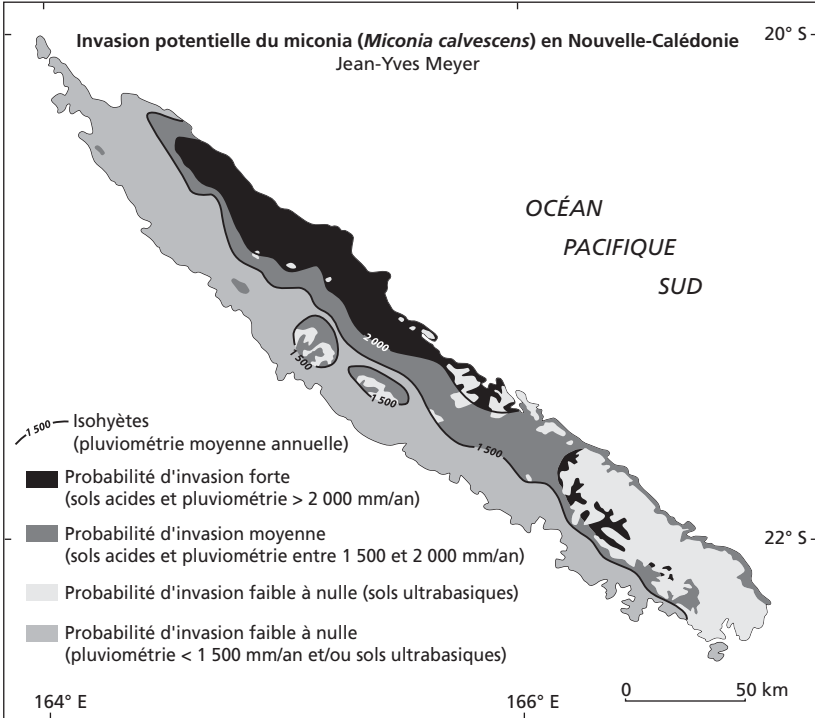 Invasion potentielle du miconia (Miconia calvescens) en Nouvelle-Calédonie
Jean-Yves Meyer
20° S
OCÉAN
PACIFIQUE
SUD
2 000
1 500
1 500
1 500
1 500
Isohyètes
(pluviométrie moyenne annuelle)
Probabilité d'invasion forte
(sols acides et pluviométrie > 2 000 mm/an)
Probabilité d'invasion moyenne
(sols acides et pluviométrie entre 1 500 et 2 000 mm/an)
22° S
Probabilité d'invasion faible à nulle (sols ultrabasiques)
Probabilité d'invasion faible à nulle
(pluviométrie < 1 500 mm/an et/ou sols ultrabasiques)
164° E
166° E
0
50 km